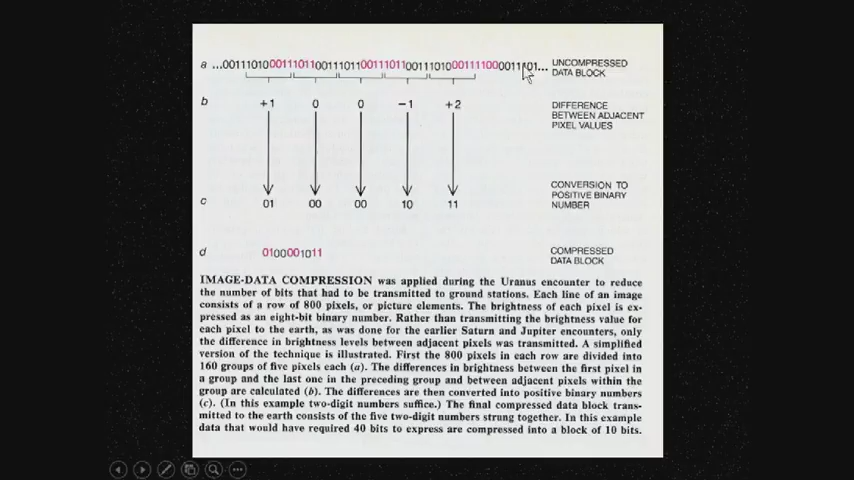 a ...001110100011101100111011001110110011101000111100001101... UNCOMPRESSED
DATA BLOCK
b +1 0 0 −1 +2 DIFFERENCE
BETWEEN ADJACENT
PIXEL VALUES
CONVERSION TO
POSITIVE BINARY
c 01 00 00 10 11 NUMBER
d 0100001011 COMPRESSED
DATA BLOCK
IMAGE-DATA COMPRESSION was applied during the Uranus encounter to reduce
the number of bits that had to be transmitted to ground stations. Each line of an image
consists of a row of 800 pixels, or picture elements. The brightness of each pixel is ex-
pressed as an eight-bit binary number. Rather than transmitting the brightness value for
each pixel to the earth, as was done for the earlier Saturn and Jupiter encounters, only
the difference in brightness levels between adjacent pixels was transmitted. A simplified
version of the technique is illustrated. First the 800 pixels in each row are divided into
160 groups of five pixels each (a). The differences in brightness between the first pixel in
a group and the last one in the preceding group and between adjacent pixels within the
group are calculated (b). The differences are then converted into positive binary numbers
(c). (In this example two-digit numbers suffice.) The final compressed data block trans-
mitted to the earth consists of the five two-digit numbers strung together. In this example
data that would have required 40 bits to express are compressed into a block of 10 bits.